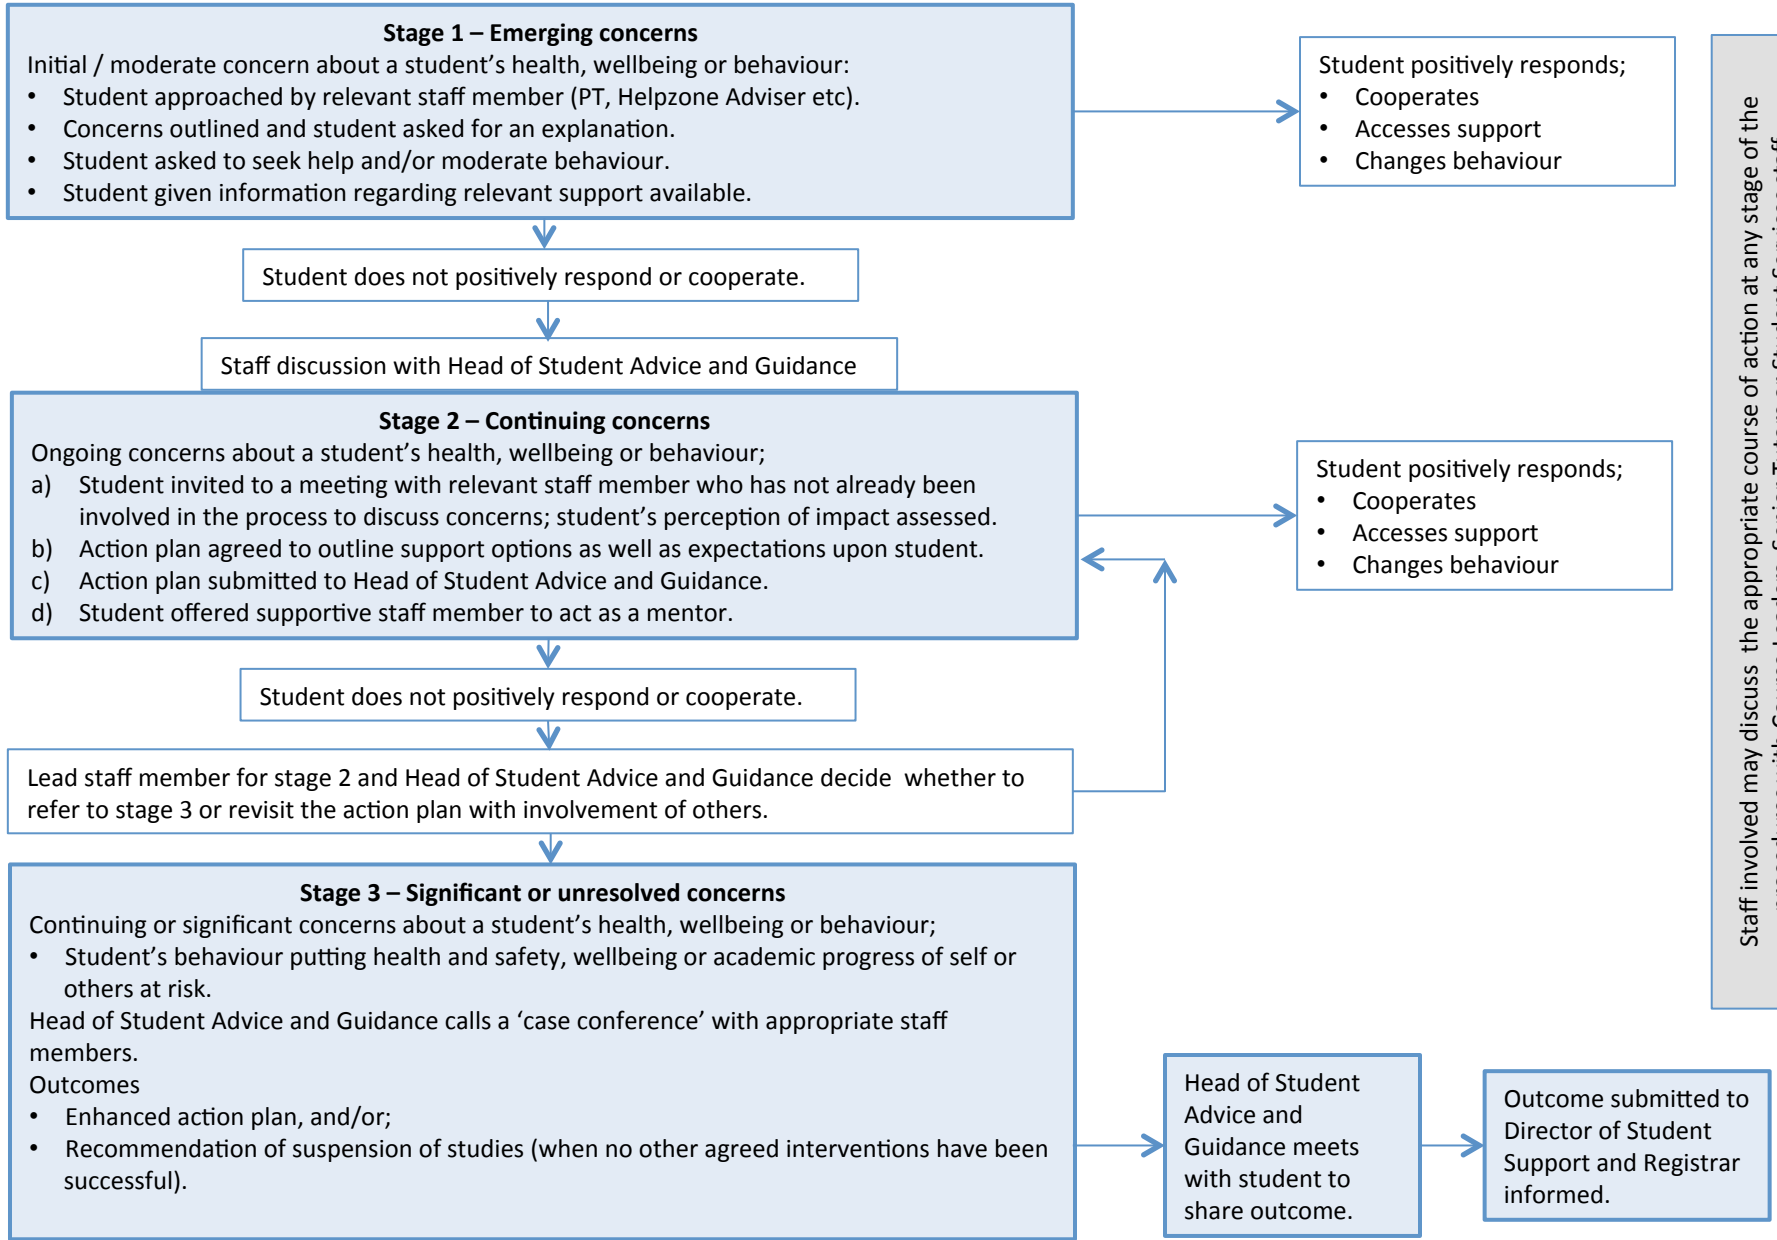 Stage 1 – Emerging concerns
Initial / moderate concern about a student’s health, wellbeing or behaviour:
• Student approached by relevant staff member (PT, Helpzone Adviser etc).
• Concerns outlined and student asked for an explanation.
• Student asked to seek help and/or moderate behaviour.
• Student given information regarding relevant support available.
Student positively responds;
• Cooperates
• Accesses support
• Changes behaviour
Student does not positively respond or cooperate.
Staff discussion with Head of Student Advice and Guidance
Stage 2 – Continuing concerns
Ongoing concerns about a student’s health, wellbeing or behaviour;
a) Student invited to a meeting with relevant staff member who has not already been
involved in the process to discuss concerns; student’s perception of impact assessed.
b) Action plan agreed to outline support options as well as expectations upon student.
c) Action plan submitted to Head of Student Advice and Guidance.
d) Student offered supportive staff member to act as a mentor.
Student positively responds;
• Cooperates
• Accesses support
• Changes behaviour
Student does not positively respond or cooperate.
Lead staff member for stage 2 and Head of Student Advice and Guidance decide whether to
refer to stage 3 or revisit the action plan with involvement of others.
Stage 3 – Significant or unresolved concerns
Continuing or significant concerns about a student’s health, wellbeing or behaviour;
• Student’s behaviour putting health and safety, wellbeing or academic progress of self or
others at risk.
Head of Student Advice and Guidance calls a ‘case conference’ with appropriate staff
members.
Outcomes
• Enhanced action plan, and/or;
• Recommendation of suspension of studies (when no other agreed interventions have been
successful).
Head of Student
Advice and
Guidance meets
with student to
share outcome.
Outcome submitted to
Director of Student
Support and Registrar
informed.
Staff involved may discuss the appropriate course of action at any stage of the